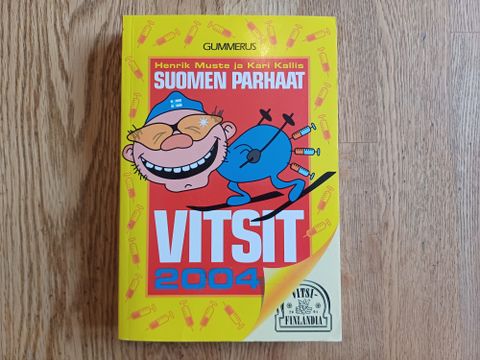 GUMMERUS
Henrik Muste ja Kari Kallis
SUOMEN PARHAAT
VITSIT
2004
VITSI-
FINLANDIA